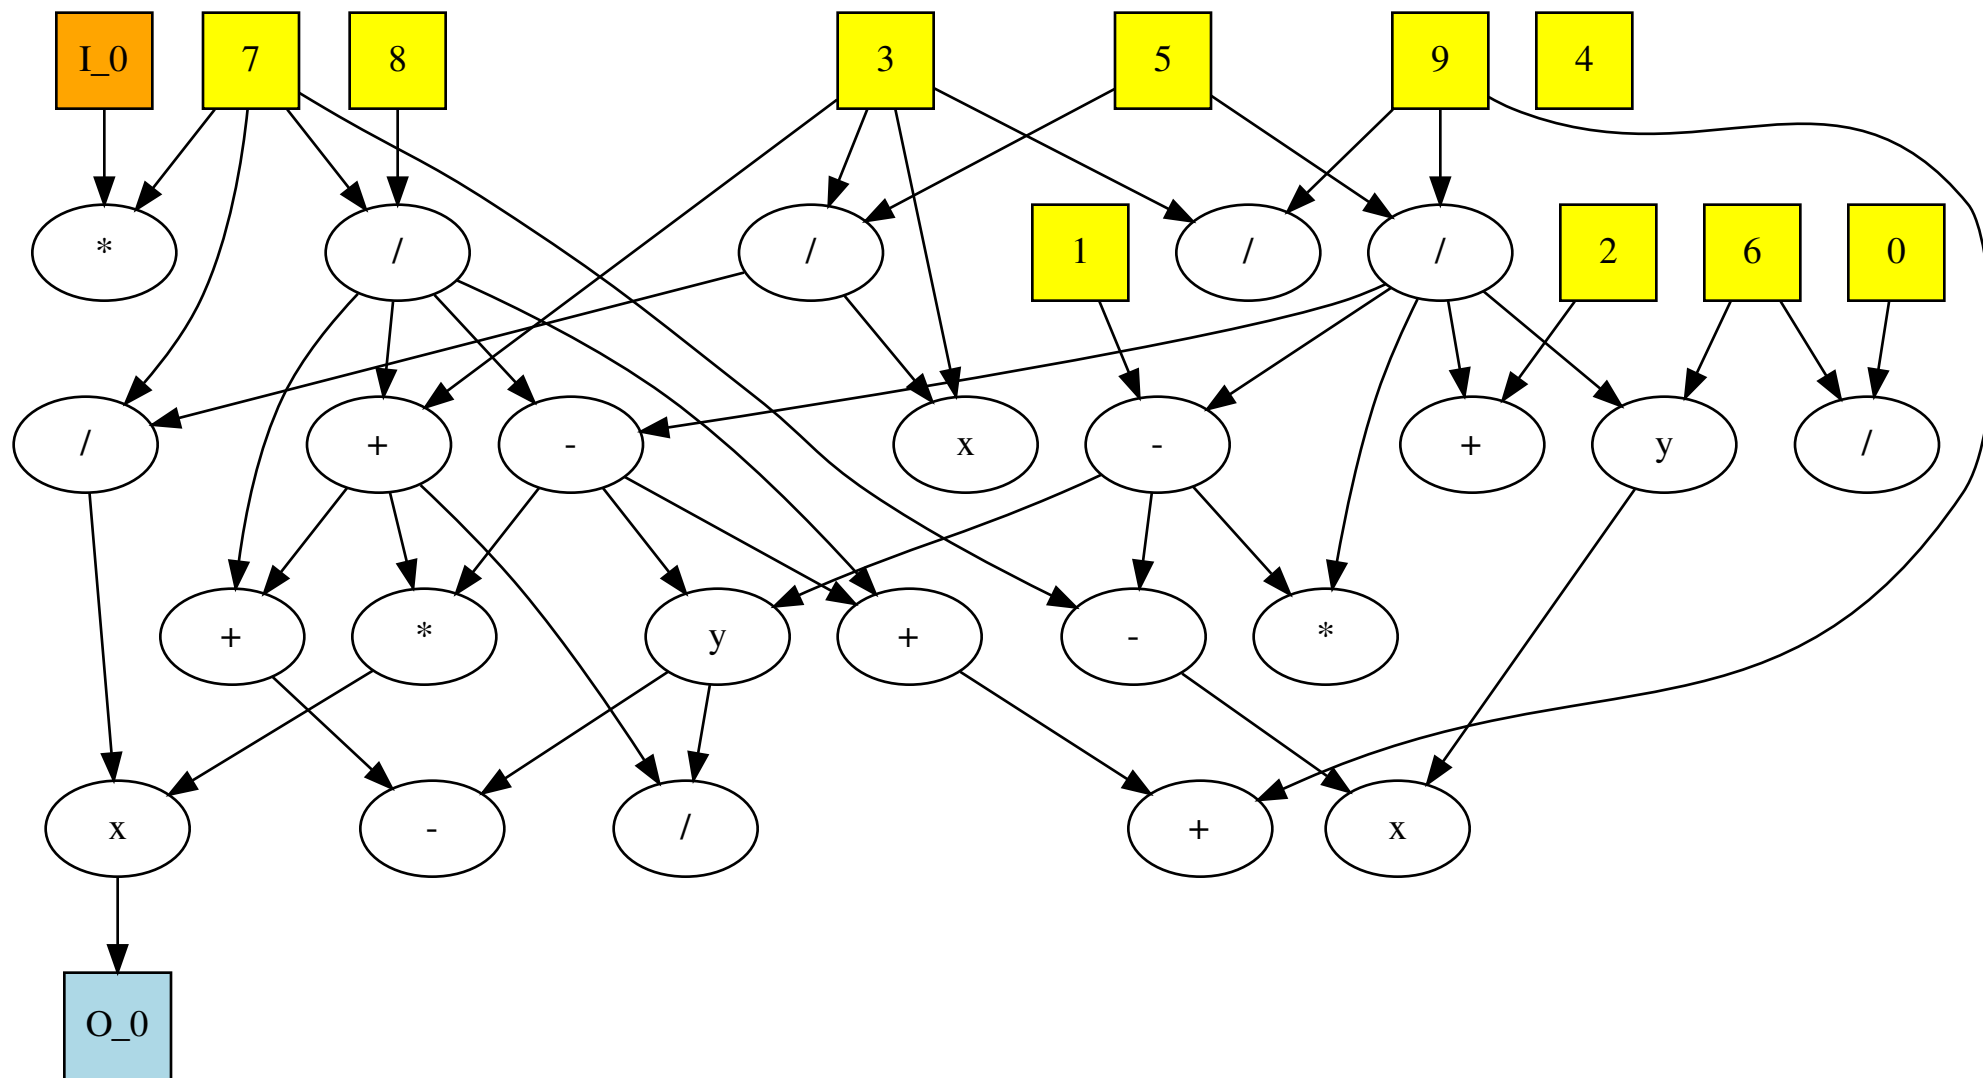 I_0 7 8 3 5 9 4
* / / / 1 / 2 6 0
/ + - x - + y /
+ * y + - *
x - / + x
O_0